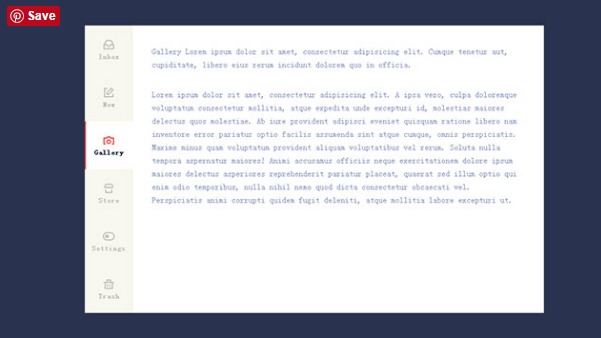 Save
Inbox
New
Gallery
Store
Settings
Trash
Gallery Lorem ipsum dolor sit amet, consectetur adipisicing elit. Cumque tenetur aut,
cupiditate, libero eius rerum incidunt dolorem quo in officia.
Lorem ipsum dolor sit amet, consectetur adipisicing elit. A ipsa vero, culpa doloremque
voluptatum consectetur mollitia, atque expedita unde excepturi id, molestias maiores
delectus quos molestiae. Ab iure provident adipisci eveniet quisquam ratione libero nam
inventore error pariatur optio facilis assumenda sint atque cumque, omnis perspiciatis.
Maxime minus quam voluptatum provident aliquam voluptatibus vel rerum. Soluta nulla
tempora aspernatur maiores! Animi accusamus officiis neque exercitationem dolore ipsum
maiores delectus asperiores reprehenderit pariatur placeat, quaerat sed illum optio qui
enim odio temporibus, nulla nihil nemo quod dicta consectetur obcaecati vel.
Perspiciatis animi corrupti quidem fugit deleniti, atque mollitia labore excepturi ut.